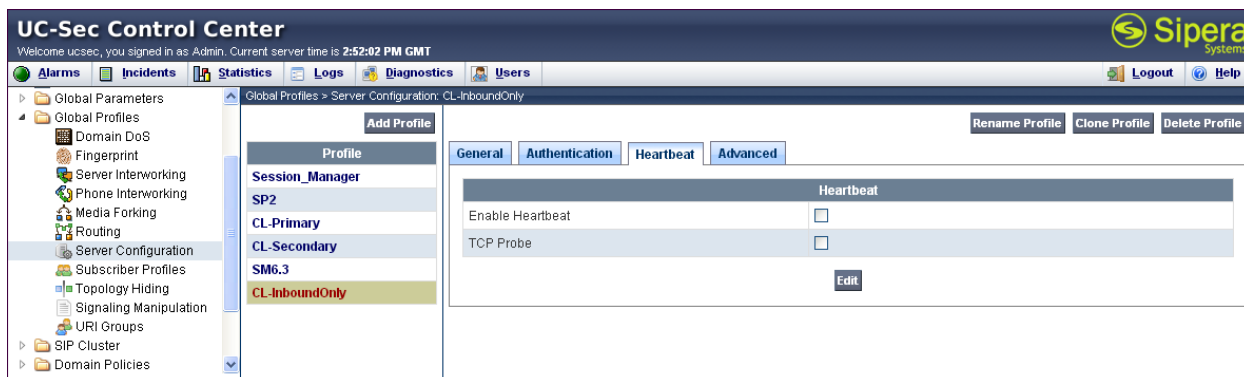 UC-Sec Control Center
Welcome ucsec, you signed in as Admin. Current server time is 2:52:02 PM GMT
Sipera
Systems
Alarms Incidents Statistics Logs Diagnostics Users Logout Help
Global Parameters
Global Profiles
Domain DoS
Fingerprint
Server Interworking
Phone Interworking
Media Forking
Routing
Server Configuration
Subscriber Profiles
Topology Hiding
Signaling Manipulation
URI Groups
SIP Cluster
Domain Policies
Global Profiles > Server Configuration: CL-InboundOnly
Add Profile
Profile
Session_Manager
SP2
CL-Primary
CL-Secondary
SM6.3
CL-InboundOnly
Rename Profile Clone Profile Delete Profile
General Authentication Heartbeat Advanced
Heartbeat
Enable Heartbeat
TCP Probe
Edit